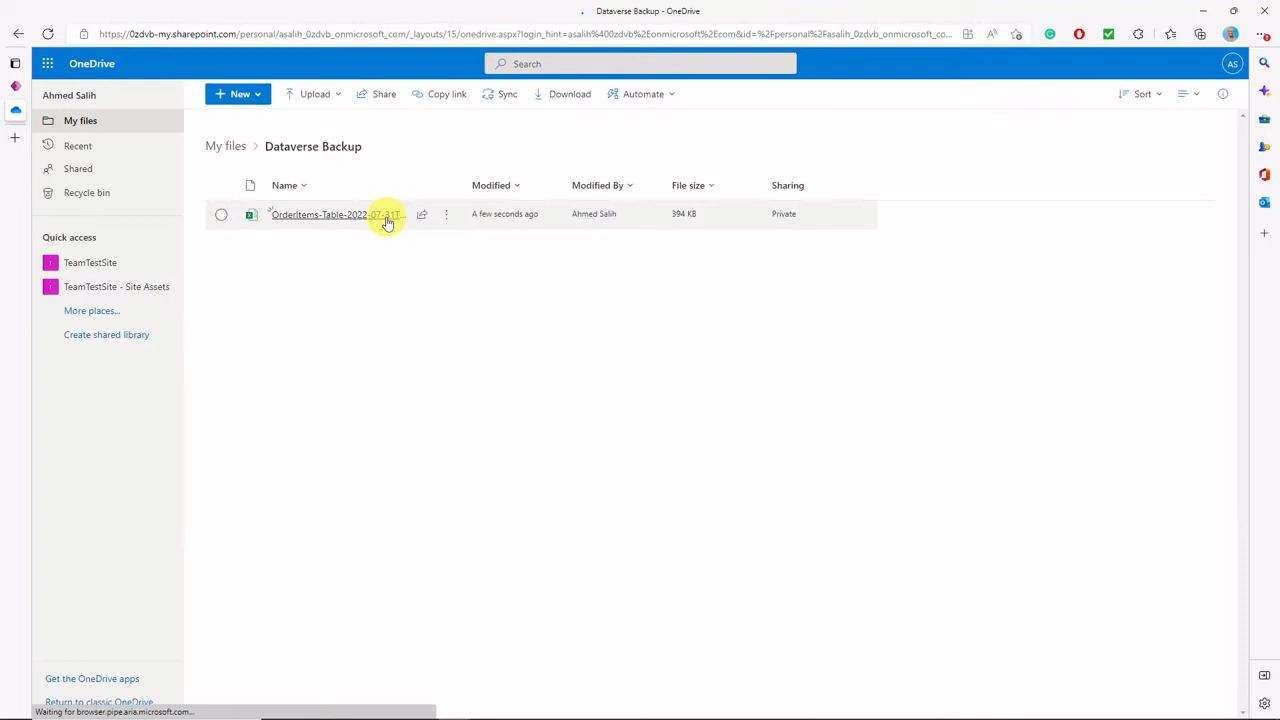 Dataverse Backup - OneDrive
https://0zdvb-my.sharepoint.com/personal/asalih_0zdvb_onmicrosoft_com/_layouts/15/onedrive.aspx?login_hint=asalih%400zdvb%2Eonmicrosoft%2Ecom&id=%2Fpersonal%2Fasalih_0zdvb_onmicrosoft_co...
OneDrive
Search
AS
Ahmed Salih
New
Upload
Share
Copy link
Sync
Download
Automate
Sort
My files
Recent
Shared
Recycle bin
Quick access
TeamTestSite
TeamTestSite - Site Assets
More places...
Create shared library
My files > Dataverse Backup
Name
Modified
Modified By
File size
Sharing
OrderItems-Table-2022-07-31T...
A few seconds ago
Ahmed Salih
394 KB
Private
Get the OneDrive apps
Return to classic OneDrive
Waiting for browser.pipe.aria.microsoft.com...